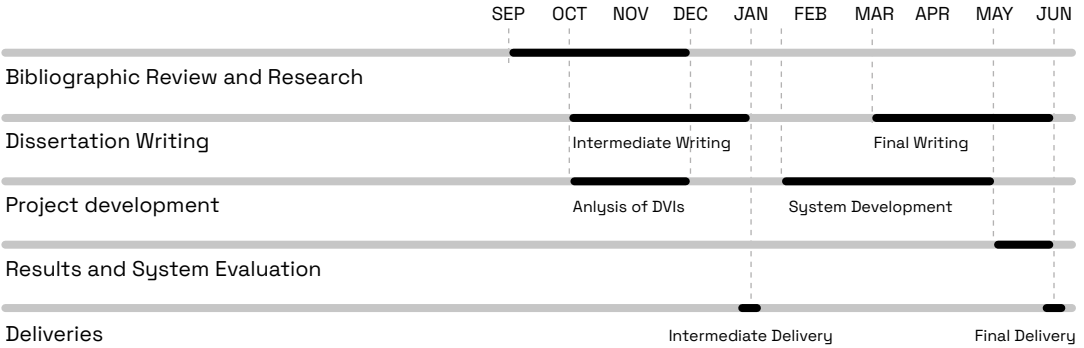 SEP OCT NOV DEC JAN FEB MAR APR MAY JUN
Bibliographic Review and Research
Dissertation Writing
Intermediate Writing
Final Writing
Project development
Anlysis of DVIs
System Development
Results and System Evaluation
Deliveries
Intermediate Delivery
Final Delivery